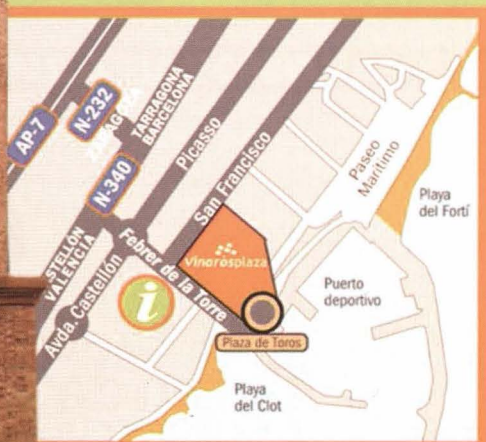 AP-7
N-232
ZARAGOZA
TARRAGONA
BARCELONA
N-340
Picasso
San Francisco
Paseo
Marítimo
Playa
del Fortí
STELLON
VALENCIA
Febrer de la Torre
Vinarosplaza
Avda. Castellón
i
Puerto
deportivo
Plaza de Toros
Playa
del Clot